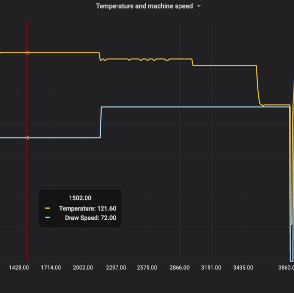 Temperature and machine speed
1502.00
Temperature: 121.60
Draw Speed: 72.00
1428.00 1714.00 2002.00 2297.00 2575.00 2866.00 3151.00 3435.00 3860.0